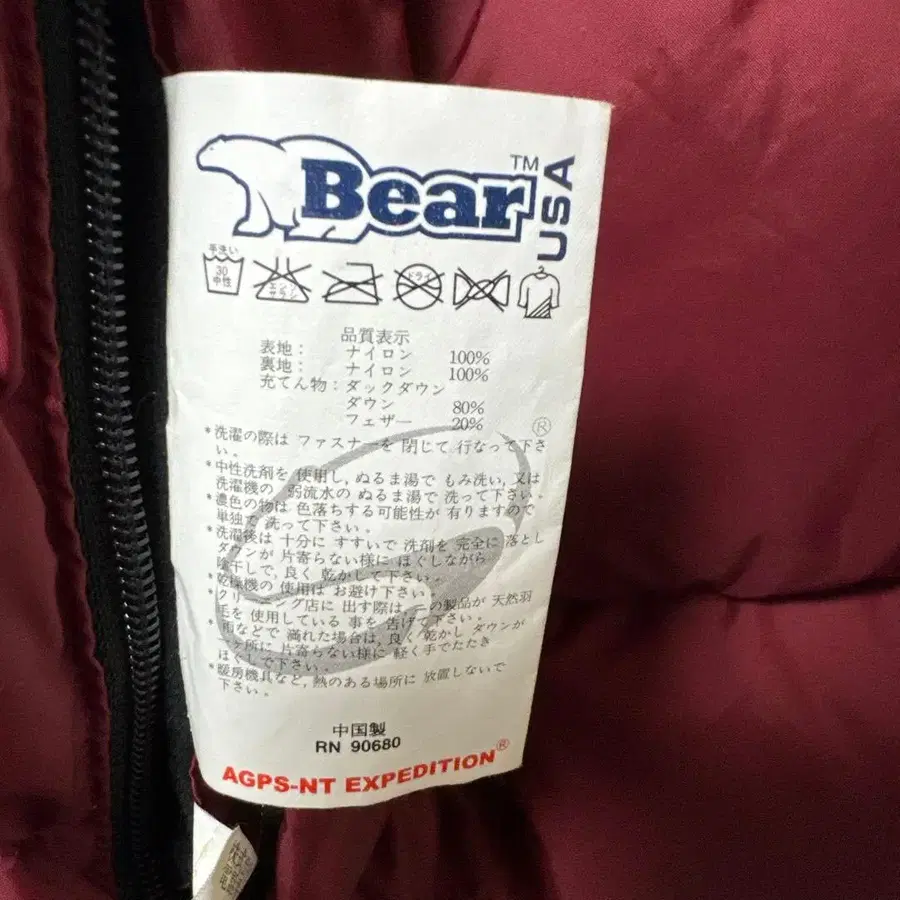 Bear™ USA
手洗い
30
中性
エンソ
サラシ
ドライ
品質表示
表地： ナイロン 100%
裏地： ナイロン 100%
充てん物：ダックダウン
ダウン 80%
フェザー 20%
®
*洗濯の際は ファスナーを 閉じて 行なって下さ
い。
*中性洗剤を 使用し, ぬるま湯で もみ洗い, 又は
洗濯機の 弱流水の ぬるま湯で 洗って下さい。
*濃色の物は 色落ちする可能性が 有りますので
単独で 洗って下さい。
*洗濯後は 十分に すすいで 洗剤を 完全に 落とし
ダウンが 片寄らない様に ほぐしながら
陰干しで, 良く 乾かして下さい。
*乾燥機の 使用は お避け下さい
*クリーニング店に 出す際は, この製品が 天然羽
毛を 使用している 事を 告げて下さい。
*雨などで 満れた場合は, 良く 乾かし ダウンが
ヶ所に 片寄らない様に 軽く手でたたき
ほぐして下さい。
*暖房機具など, 熱のある場所に 放置しないで
下さい。
中国製
RN 90680
AGPS-NT EXPEDITION®